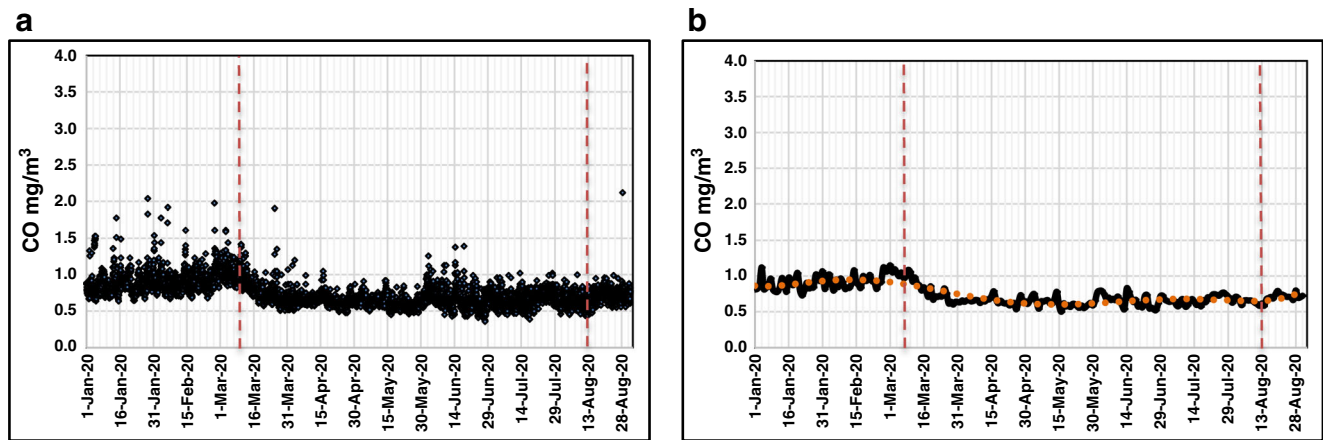 a
CO mg/m³
4.0
3.5
3.0
2.5
2.0
1.5
1.0
0.5
0.0
1-Jan-20
16-Jan-20
31-Jan-20
15-Feb-20
1-Mar-20
16-Mar-20
31-Mar-20
15-Apr-20
30-Apr-20
15-May-20
30-May-20
14-Jun-20
29-Jun-20
14-Jul-20
29-Jul-20
13-Aug-20
28-Aug-20
b
CO mg/m³
4.0
3.5
3.0
2.5
2.0
1.5
1.0
0.5
0.0
1-Jan-20
16-Jan-20
31-Jan-20
15-Feb-20
1-Mar-20
16-Mar-20
31-Mar-20
15-Apr-20
30-Apr-20
15-May-20
30-May-20
14-Jun-20
29-Jun-20
14-Jul-20
29-Jul-20
13-Aug-20
28-Aug-20